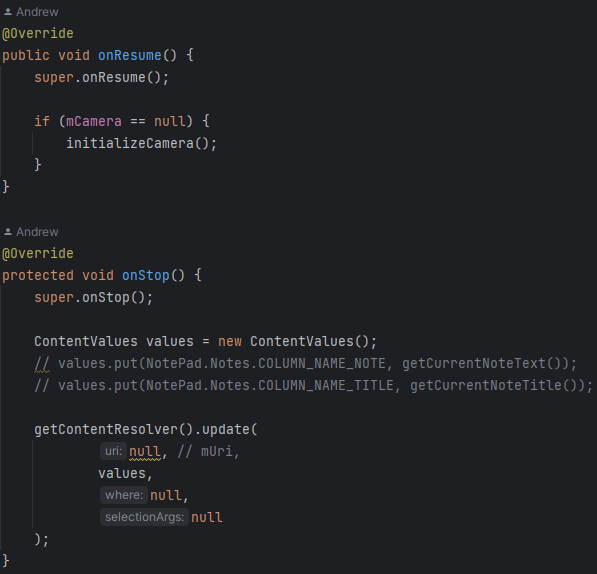 Andrew
@Override
public void onResume() {
    super.onResume();

    if (mCamera == null) {
        initializeCamera();
    }
}

Andrew
@Override
protected void onStop() {
    super.onStop();

    ContentValues values = new ContentValues();
    // values.put(NotePad.Notes.COLUMN_NAME_NOTE, getCurrentNoteText());
    // values.put(NotePad.Notes.COLUMN_NAME_TITLE, getCurrentNoteTitle());

    getContentResolver().update(
            uri: null, // mUri,
            values,
            where: null,
            selectionArgs: null
    );
}